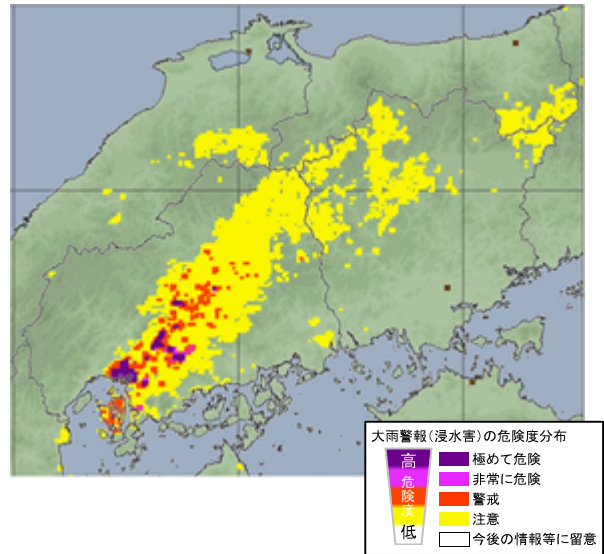 大雨警報(浸水害)の危険度分布
高
危険度
低
極めて危険
非常に危険
警戒
注意
今後の情報等に留意